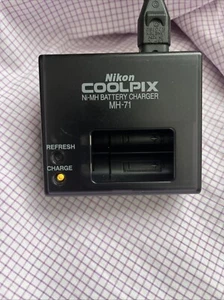 Nikon
COOLPIX
NI-MH BATTERY CHARGER
MH-71
REFRESH
CHARGE